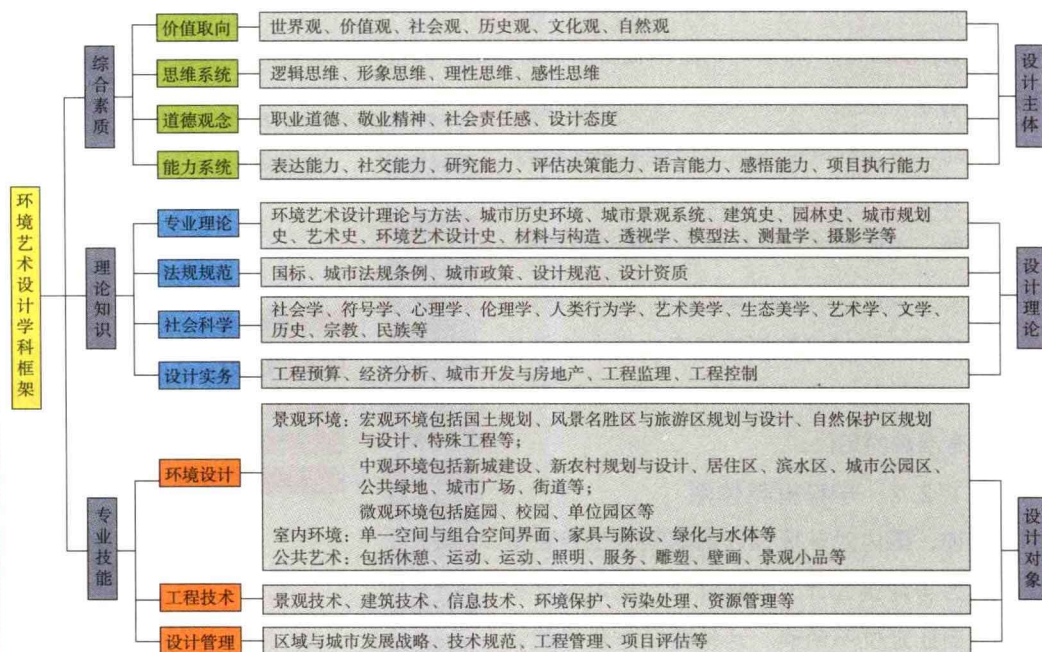 环境艺术设计学科框架
综合素质
价值取向
世界观、价值观、社会观、历史观、文化观、自然观
思维系统
逻辑思维、形象思维、理性思维、感性思维
道德观念
职业道德、敬业精神、社会责任感、设计态度
能力系统
表达能力、社交能力、研究能力、评估决策能力、语言能力、感悟能力、项目执行能力
设计主体
理论知识
专业理论
环境艺术设计理论与方法、城市历史环境、城市景观系统、建筑史、园林史、城市规划
史、艺术史、环境艺术设计史、材料与构造、透视学、模型法、测量学、摄影学等
法规规范
国标、城市法规条例、城市政策、设计规范、设计资质
社会科学
社会学、符号学、心理学、伦理学、人类行为学、艺术美学、生态美学、艺术学、文学、
历史、宗教、民族等
设计实务
工程预算、经济分析、城市开发与房地产、工程监理、工程控制
设计理论
专业技能
环境设计
景观环境：宏观环境包括国土规划、风景名胜区与旅游区规划与设计、自然保护区规划
与设计、特殊工程等；
中观环境包括新城建设、新农村规划与设计、居住区、滨水区、城市公园区、
公共绿地、城市广场、街道等；
微观环境包括庭园、校园、单位园区等
室内环境：单一空间与组合空间界面、家具与陈设、绿化与水体等
公共艺术：包括休憩、运动、运动、照明、服务、雕塑、壁画、景观小品等
工程技术
景观技术、建筑技术、信息技术、环境保护、污染处理、资源管理等
设计管理
区域与城市发展战略、技术规范、工程管理、项目评估等
设计对象